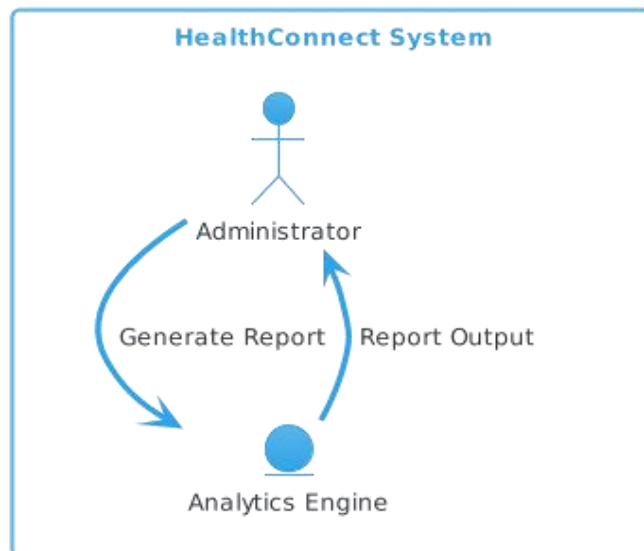 HealthConnect System
Administrator
Generate Report
Report Output
Analytics Engine